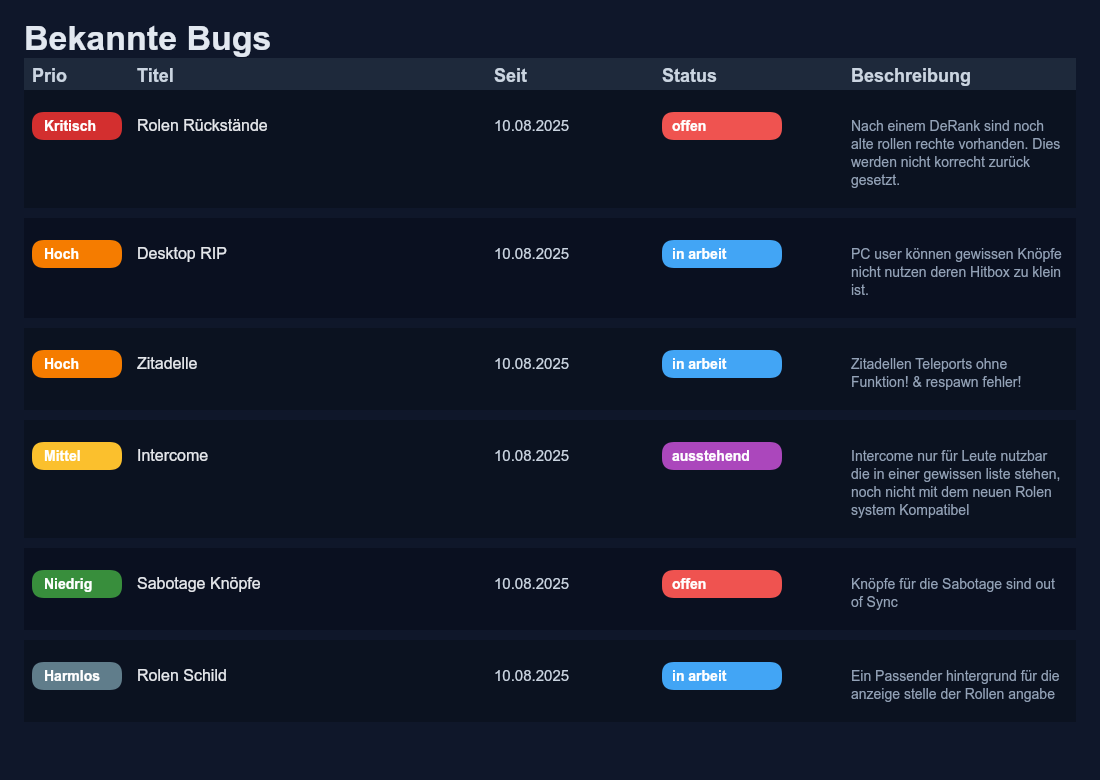 Bekannte Bugs
Prio Titel Seit Status Beschreibung
Kritisch Rolen Rückstände 10.08.2025 offen Nach einem DeRank sind noch
alte rollen rechte vorhanden. Dies
werden nicht korrekt zurück
gesetzt.
Hoch Desktop RIP 10.08.2025 in arbeit PC user können gewissen Knöpfe
nicht nutzen deren Hitbox zu klein
ist.
Hoch Zitadelle 10.08.2025 in arbeit Zitadellen Teleports ohne
Funktion! & respawn fehler!
Mittel Intercome 10.08.2025 ausstehend Intercome nur für Leute nutzbar
die in einer gewissen liste stehen,
noch nicht mit dem neuen Rolen
system Kompatibel
Niedrig Sabotage Knöpfe 10.08.2025 offen Knöpfe für die Sabotage sind out
of Sync
Harmlos Rolen Schild 10.08.2025 in arbeit Ein Passender hintergrund für die
anzeige stelle der Rollen angabe